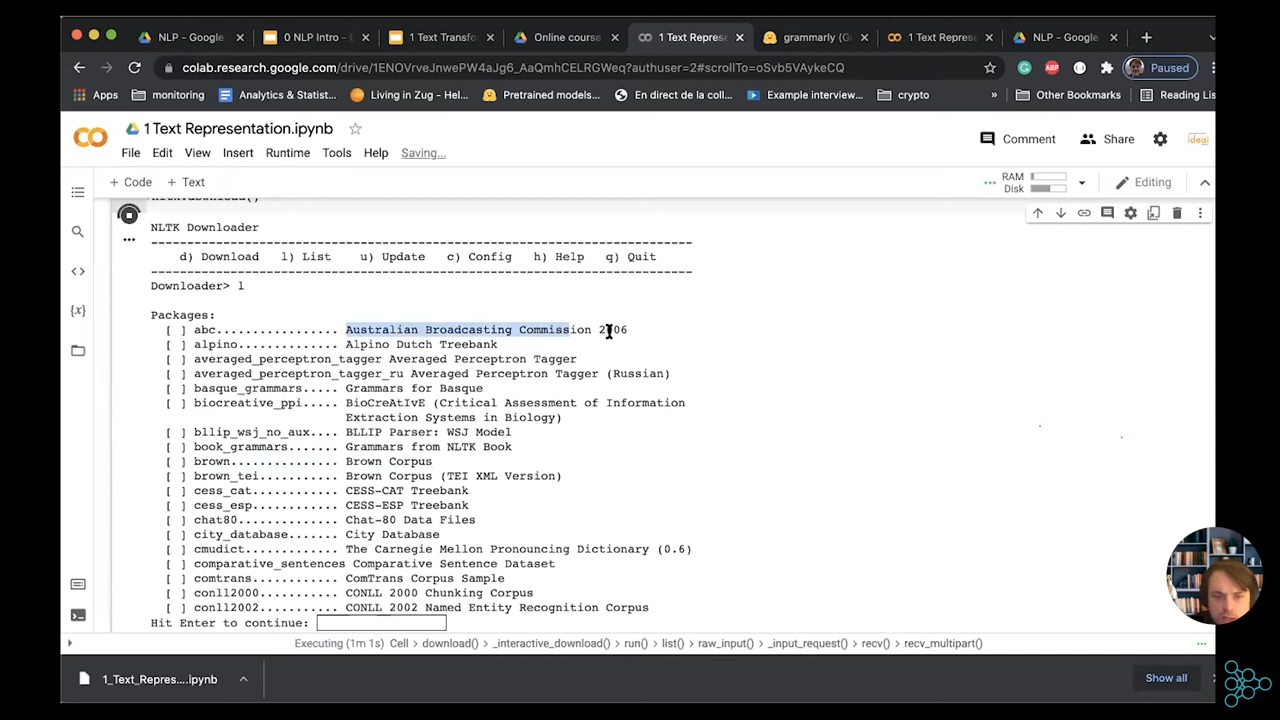 NLP - Google
0 NLP Intro -
1 Text Transfo
Online course
1 Text Represe
grammarly (G
1 Text Represe
NLP - Google
colab.research.google.com/drive/1ENOVrveJnwePW4aJg6_AaQmhCELRGWeq?authuser=2#scrollTo=oSvb5VAykeCQ
Paused
Apps
monitoring
Analytics & Statist...
Living in Zug - Hel...
Pretrained models...
En direct de la coll...
Example interview...
crypto
»
Other Bookmarks
Reading List
1 Text Representation.ipynb
Comment
Share
File Edit View Insert Runtime Tools Help Saving...
+ Code + Text
RAM
Disk
Editing
nltk.download()
NLTK Downloader
---------------------------------------------------------------------------
d) Download l) List u) Update c) Config h) Help q) Quit
---------------------------------------------------------------------------
Downloader> l
Packages:
[ ] abc................. Australian Broadcasting Commission 2006
[ ] alpino.............. Alpino Dutch Treebank
[ ] averaged_perceptron_tagger Averaged Perceptron Tagger
[ ] averaged_perceptron_tagger_ru Averaged Perceptron Tagger (Russian)
[ ] basque_grammars..... Grammars for Basque
[ ] biocreative_ppi..... BioCreAtIvE (Critical Assessment of Information
Extraction Systems in Biology)
[ ] bllip_wsj_no_aux.... BLLIP Parser: WSJ Model
[ ] book_grammars....... Grammars from NLTK Book
[ ] brown............... Brown Corpus
[ ] brown_tei........... Brown Corpus (TEI XML Version)
[ ] cess_cat............ CESS-CAT Treebank
[ ] cess_esp............ CESS-ESP Treebank
[ ] chat80.............. Chat-80 Data Files
[ ] city_database....... City Database
[ ] cmudict............. The Carnegie Mellon Pronouncing Dictionary (0.6)
[ ] comparative_sentences Comparative Sentence Dataset
[ ] comtrans............ ComTrans Corpus Sample
[ ] conll2000........... CONLL 2000 Chunking Corpus
[ ] conll2002........... CONLL 2002 Named Entity Recognition Corpus
Hit Enter to continue:
Executing (1m 1s) Cell > download() > _interactive_download() > run() > list() > raw_input() > _input_request() > recv() > recv_multipart()
1_Text_Repres....ipynb
Show all